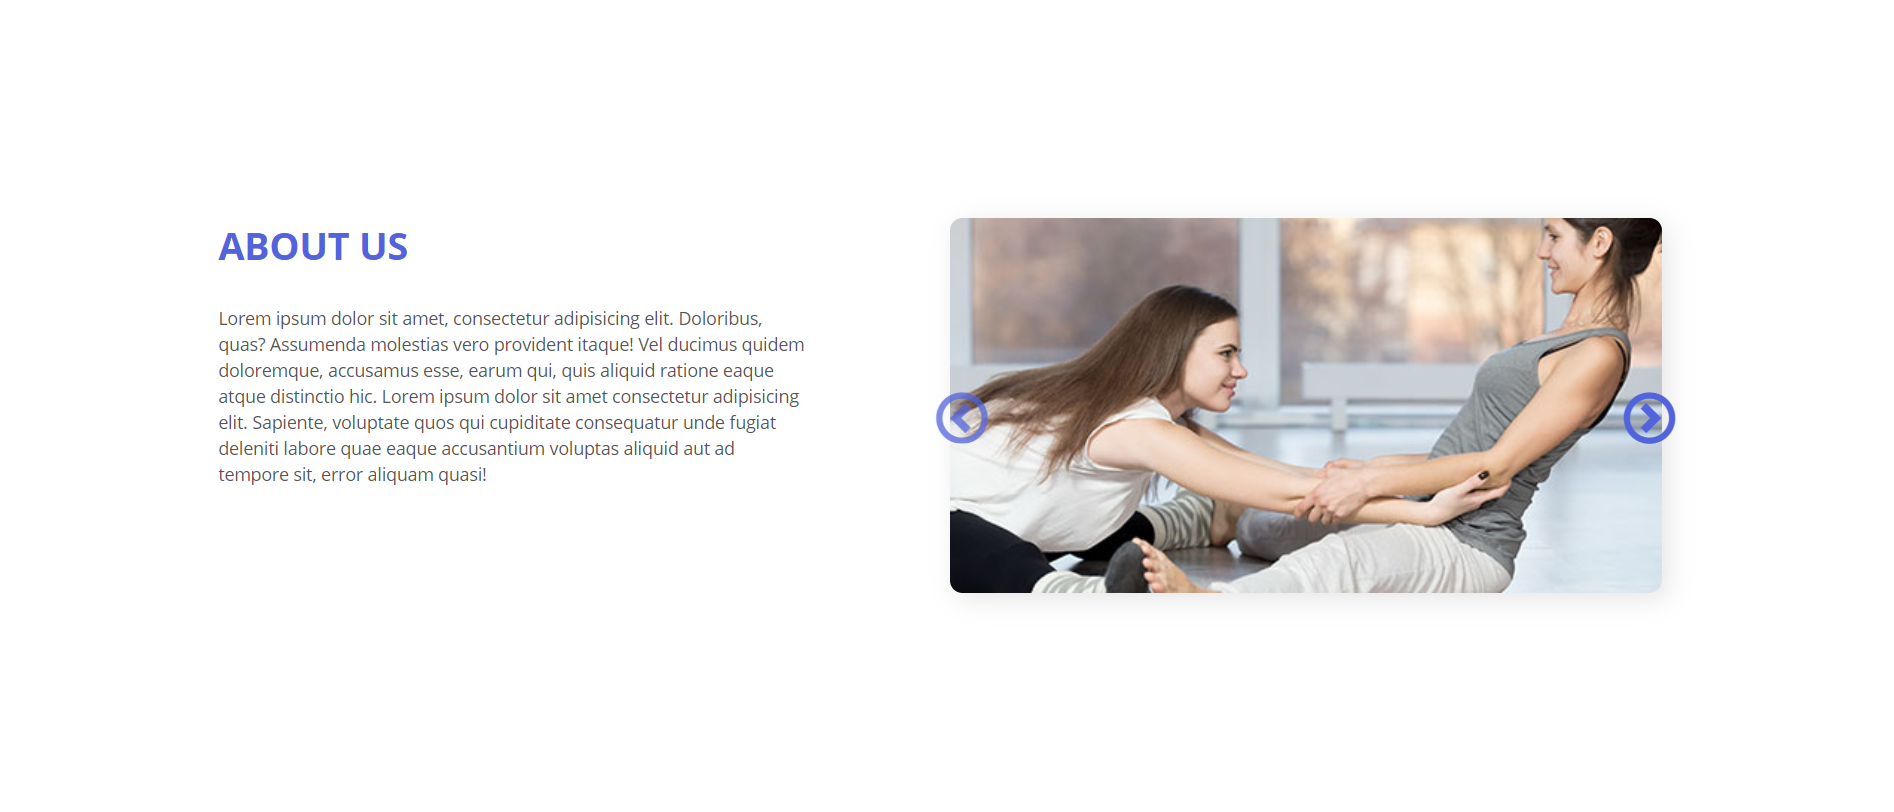 ABOUT US
Lorem ipsum dolor sit amet, consectetur adipisicing elit. Doloribus,
quas? Assumenda molestias vero provident itaque! Vel ducimus quidem
doloremque, accusamus esse, earum qui, quis aliquid ratione eaque
atque distinctio hic. Lorem ipsum dolor sit amet consectetur adipisicing
elit. Sapiente, voluptate quos qui cupiditate consequatur unde fugiat
deleniti labore quae eaque accusantium voluptas aliquid aut ad
tempore sit, error aliquam quasi!